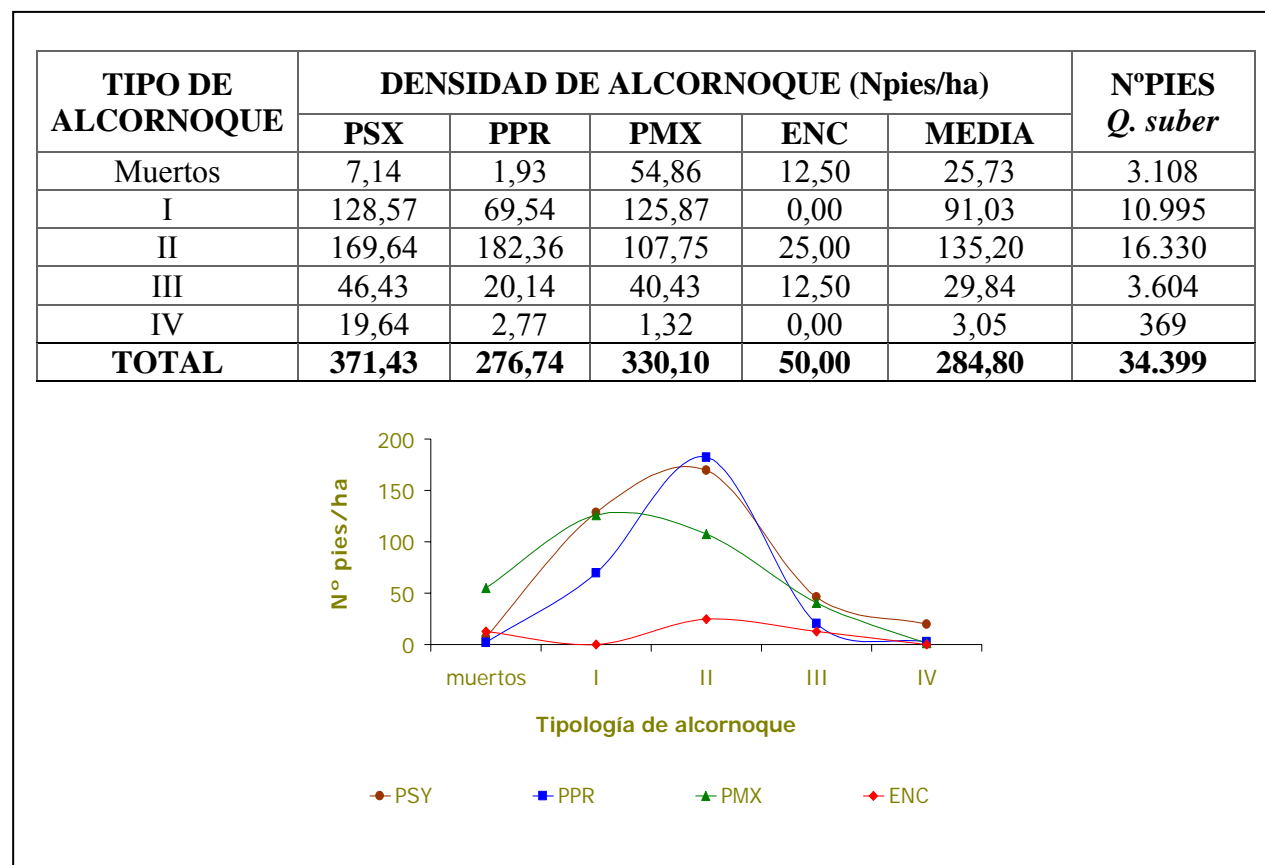 TIPO DE ALCORNOQUE DENSIDAD DE ALCORNOQUE (Npies/ha) NºPIES Q. suber
PSX PPR PMX ENC MEDIA
Muertos 7,14 1,93 54,86 12,50 25,73 3.108
I 128,57 69,54 125,87 0,00 91,03 10.995
II 169,64 182,36 107,75 25,00 135,20 16.330
III 46,43 20,14 40,43 12,50 29,84 3.604
IV 19,64 2,77 1,32 0,00 3,05 369
TOTAL 371,43 276,74 330,10 50,00 284,80 34.399
Nº pies/ha
200
150
100
50
0
muertos I II III IV
Tipología de alcornoque
PSY PPR PMX ENC